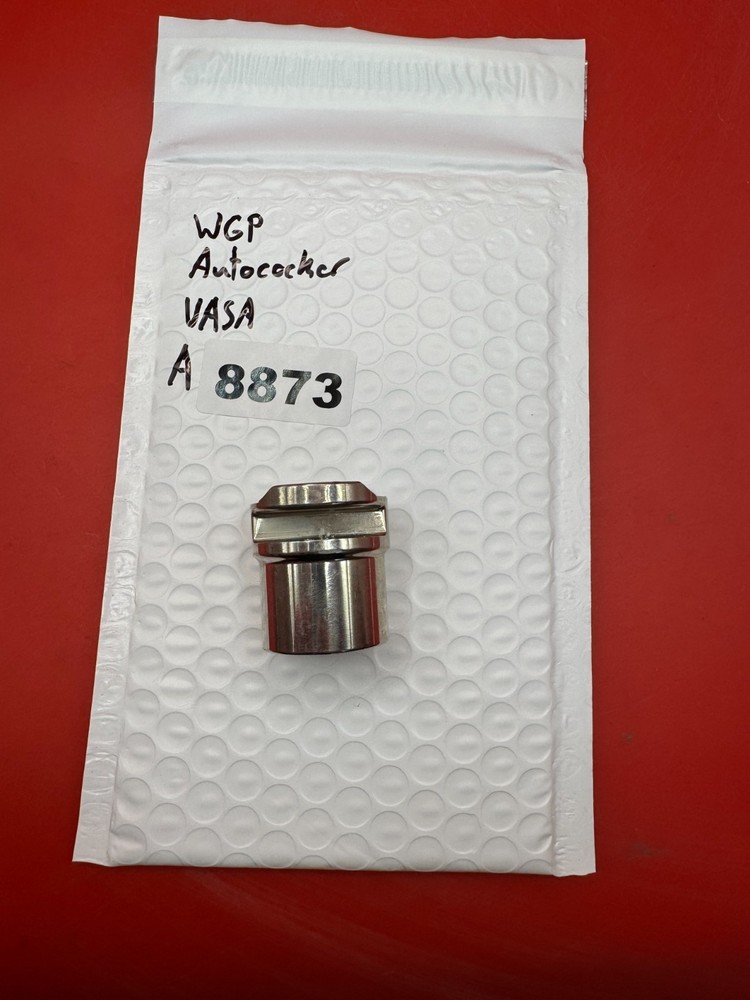 WGP
Autococker
VASA
A 8873